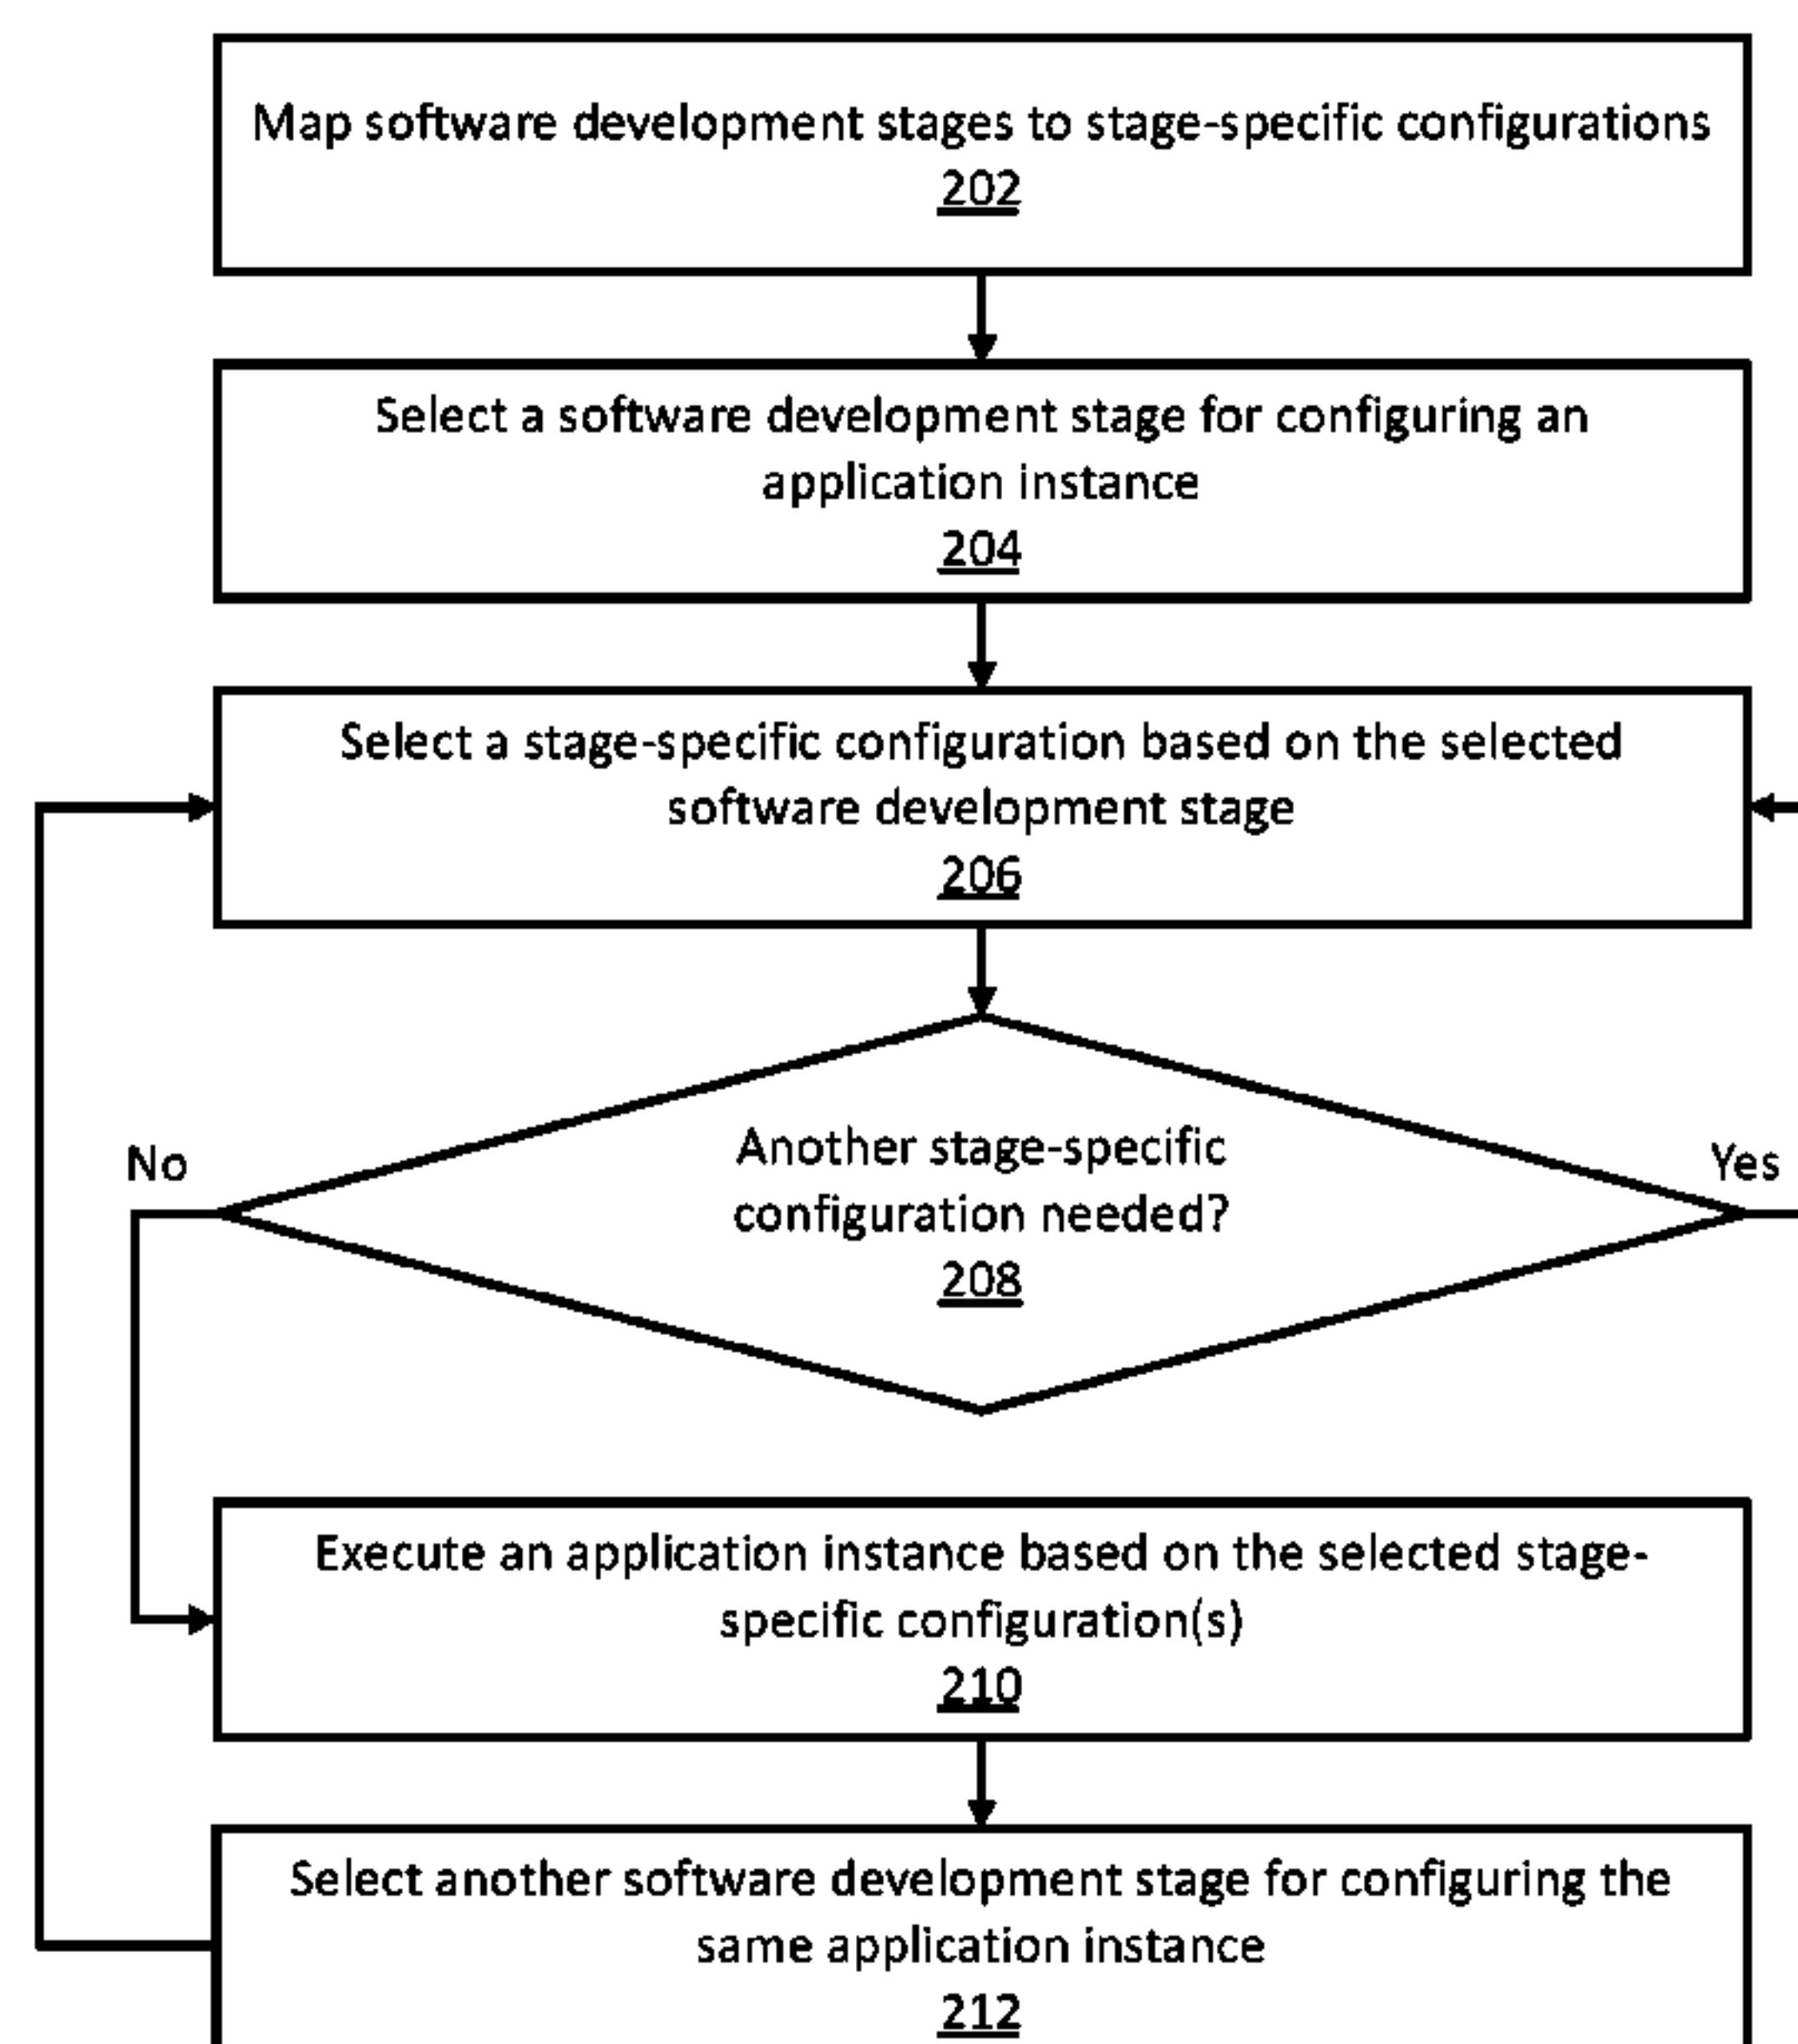 Map software development stages to stage-specific configurations
202
Select a software development stage for configuring an
application instance
204
Select a stage-specific configuration based on the selected
software development stage
206
No
Another stage-specific
configuration needed?
208
Yes
Execute an application instance based on the selected stage-
specific configuration(s)
210
Select another software development stage for configuring the
same application instance
212